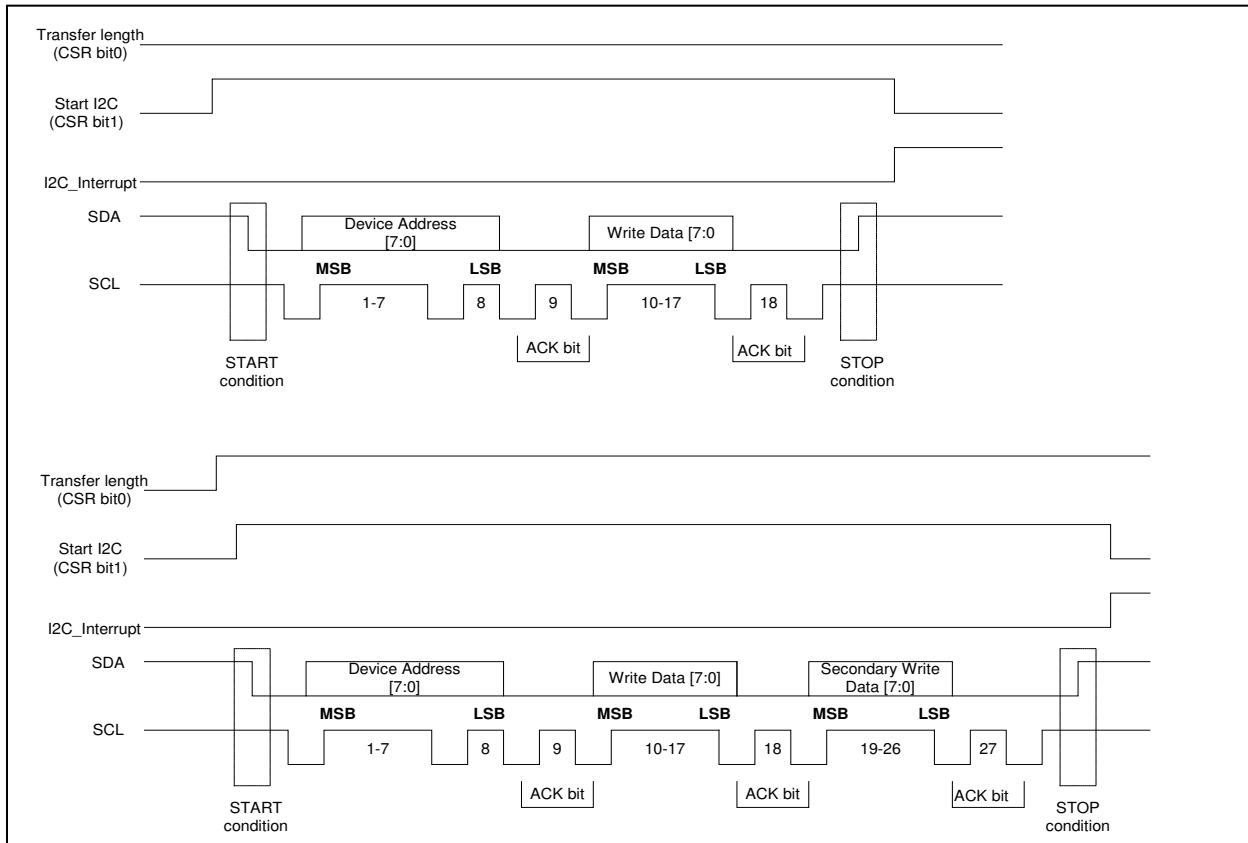 Transfer length
(CSR bit0)
Start I2C
(CSR bit1)
I2C_Interrupt
SDA
Device Address
[7:0]
Write Data [7:0
MSB LSB MSB LSB
SCL
1-7 8 9 10-17 18
ACK bit ACK bit
START
condition
STOP
condition
Transfer length
(CSR bit0)
Start I2C
(CSR bit1)
I2C_Interrupt
SDA
Device Address
[7:0]
Write Data [7:0]
Secondary Write
Data [7:0]
MSB LSB MSB LSB MSB LSB
SCL
1-7 8 9 10-17 18 19-26 27
ACK bit ACK bit ACK bit
START
condition
STOP
condition